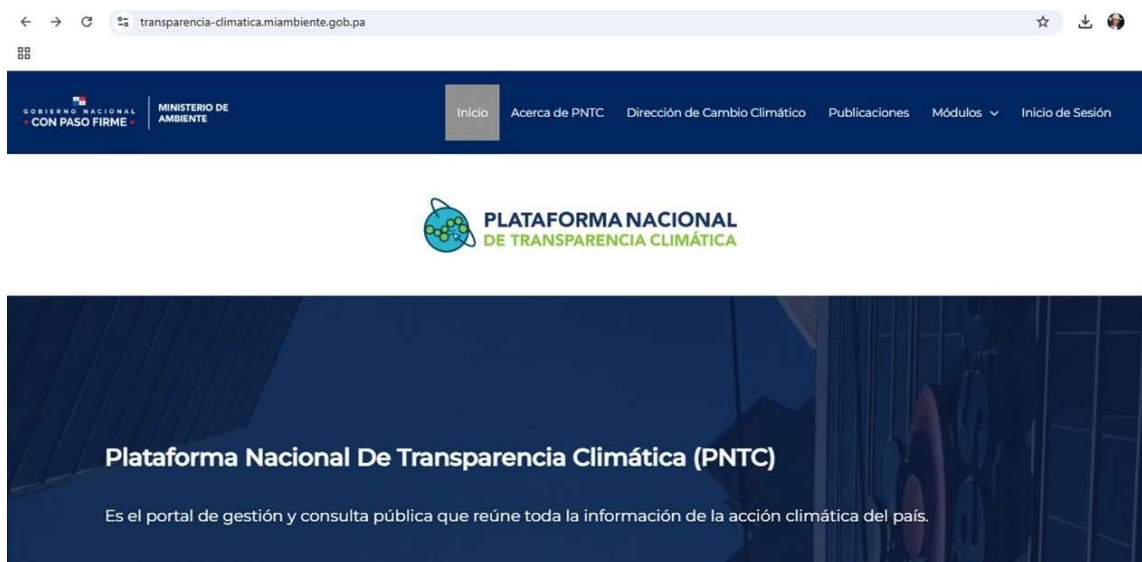 transparencia-climatica.miambiente.gob.pa
GOBIERNO NACIONAL
• CON PASO FIRME •
MINISTERIO DE
AMBIENTE
Inicio
Acerca de PNTC
Dirección de Cambio Climático
Publicaciones
Módulos
Inicio de Sesión
PLATAFORMA NACIONAL
DE TRANSPARENCIA CLIMÁTICA
Plataforma Nacional De Transparencia Climática (PNTC)
Es el portal de gestión y consulta pública que reúne toda la información de la acción climática del país.